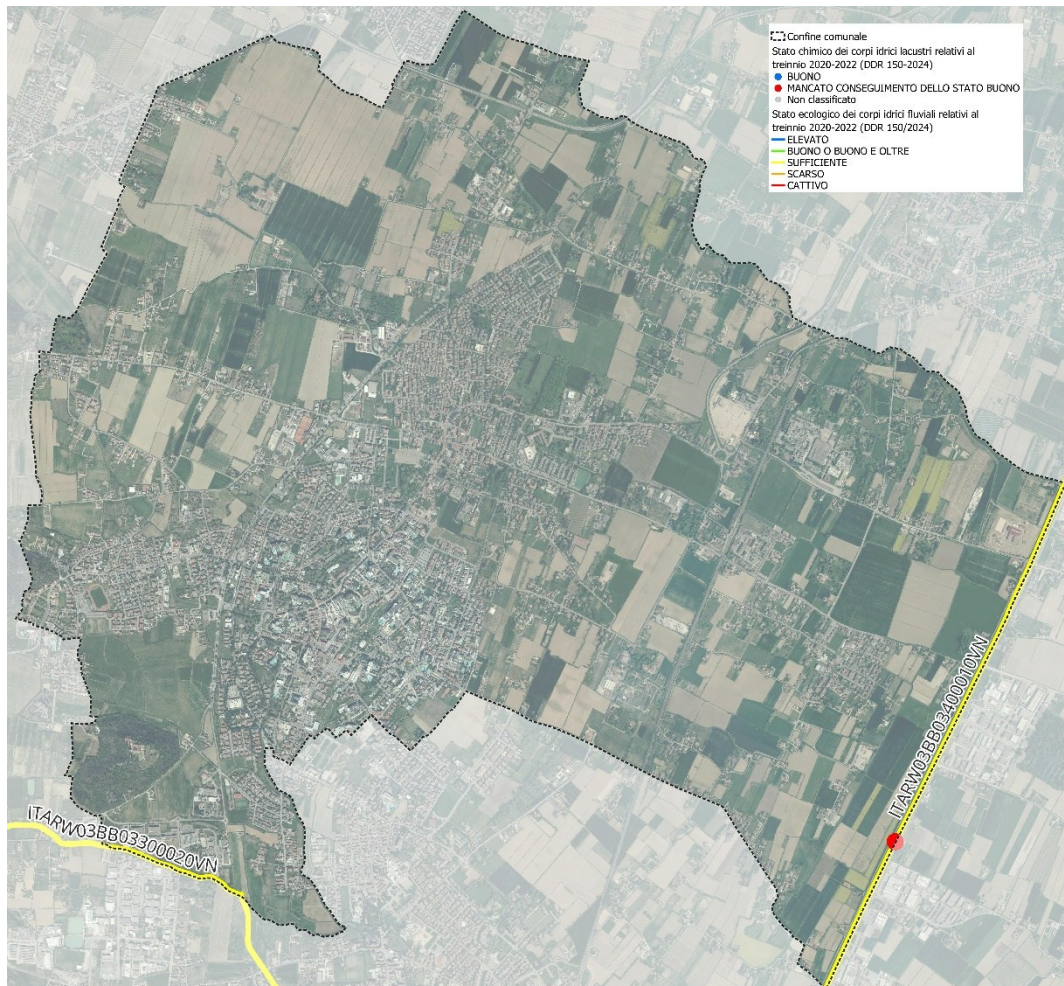 Confine comunale
Stato chimico dei corpi idrici lacustri relativi al
treinnio 2020-2022 (DDR 150-2024)
BUONO
MANCATO CONSEGUIMENTO DELLO STATO BUONO
Non classificato
Stato ecologico dei corpi idrici fluviali relativi al
treinnio 2020-2022 (DDR 150/2024)
ELEVATO
BUONO O BUONO E OLTRE
SUFFICIENTE
SCARSO
CATTIVO
ITARW03BB03400010VN
ITARW03BB03300020VN